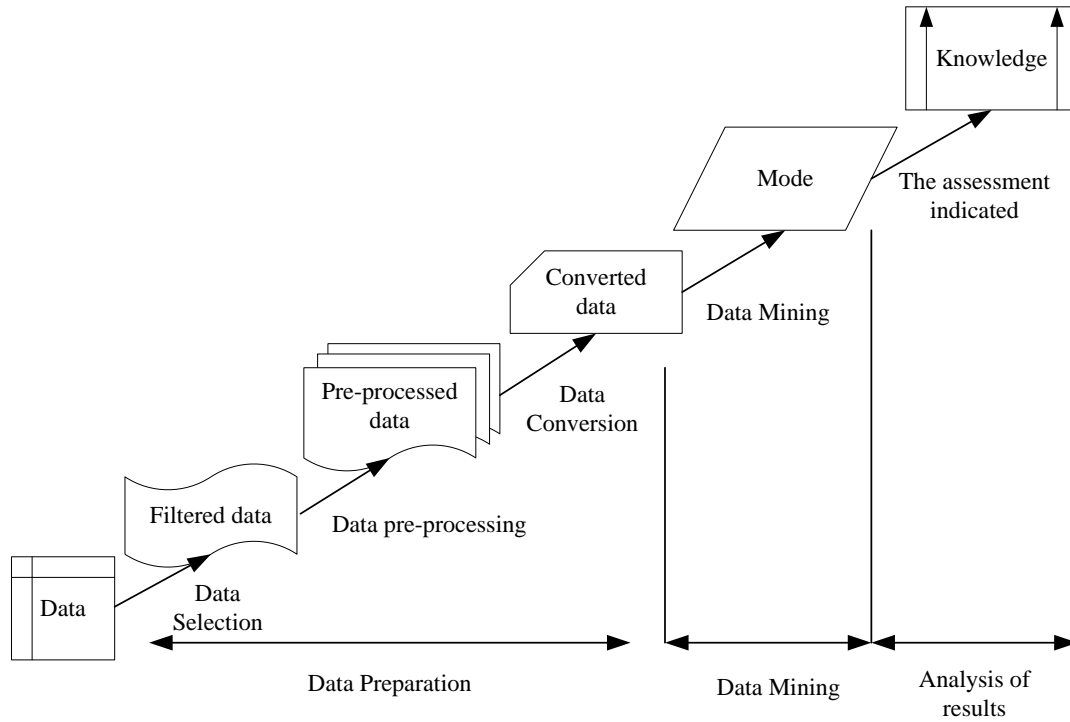 Knowledge
Mode
The assessment
indicated
Converted
data
Data Mining
Pre-processed
data
Data
Conversion
Filtered data
Data pre-processing
Data
Data
Selection
Data Preparation
Data Mining
Analysis of
results